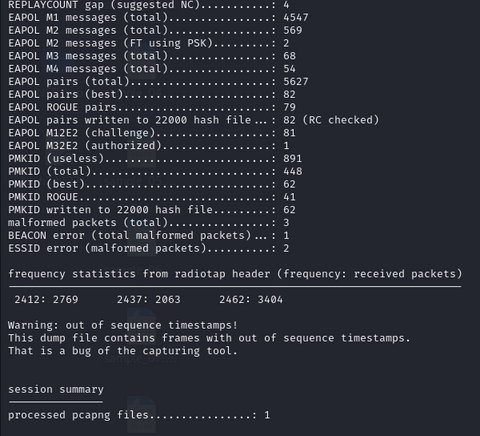 REPLAYCOUNT gap (suggested NC)..............: 4
EAPOL M1 messages (total)...................: 4547
EAPOL M2 messages (total)...................: 569
EAPOL M2 messages (FT using PSK)............: 2
EAPOL M3 messages (total)...................: 68
EAPOL M4 messages (total)...................: 54
EAPOL pairs (total).........................: 5627
EAPOL pairs (best)..........................: 82
EAPOL ROGUE pairs...........................: 79
EAPOL pairs written to 22000 hash file...: 82 (RC checked)
EAPOL M12E2 (challenge).....................: 81
EAPOL M32E2 (authorized)....................: 1
PMKID (useless).............................: 891
PMKID (total)...............................: 448
PMKID (best)................................: 62
PMKID ROGUE.................................: 41
PMKID written to 22000 hash file............: 62
malformed packets (total)...................: 3
BEACON error (total malformed packets)...: 1
ESSID error (malformed packets).............: 2
frequency statistics from radiotap header (frequency: received packets)
2412: 2769 2437: 2063 2462: 3404
Warning: out of sequence timestamps!
This dump file contains frames with out of sequence timestamps.
That is a bug of the capturing tool.
session summary
processed pcapng files................: 1